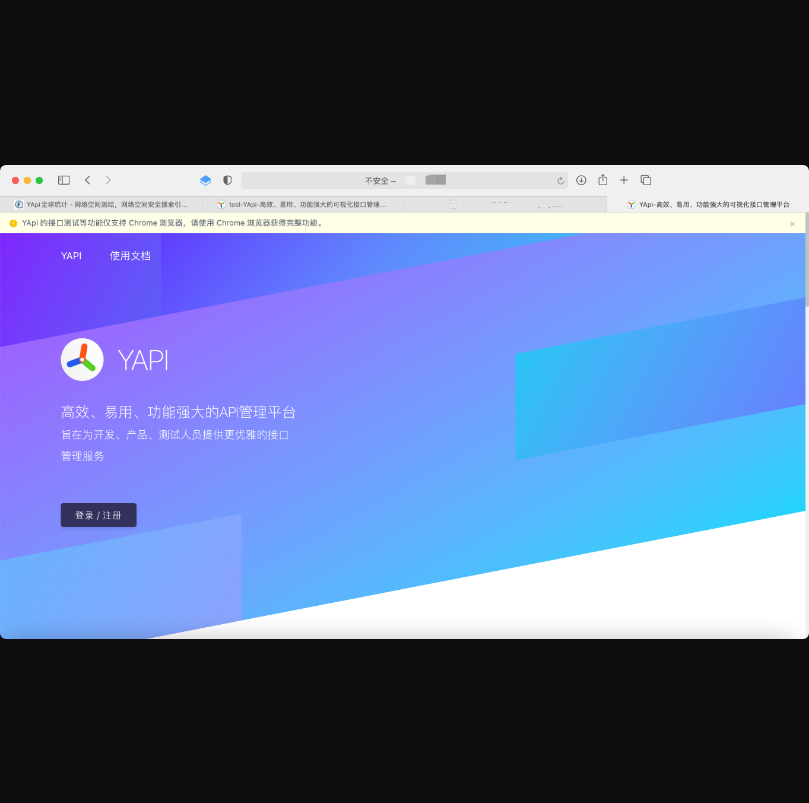 不安全 —
YApi全球统计 - 网络空间测绘，网络空间安全搜索引...
test-YApi-高效、易用、功能强大的可视化接口管理...
YApi-高效、易用、功能强大的可视化接口管理平台
YApi 的接口测试等功能仅支持 Chrome 浏览器，请使用 Chrome 浏览器获得完整功能。
YAPI 使用文档
YAPI
高效、易用、功能强大的API管理平台
旨在为开发、产品、测试人员提供更优雅的接口
管理服务
登录 / 注册